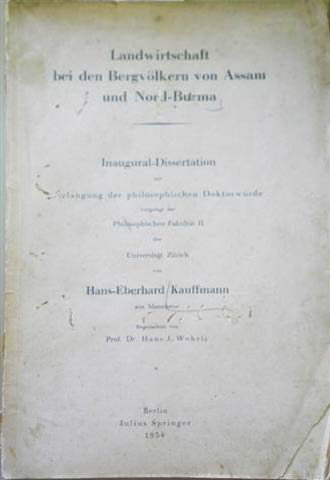 Landwirtschaft
bei den Bergvölkern von Assam
und Nord-Burma
Inaugural-Dissertation
zur
Erlangung der philosophischen Doktorwürde
vorgelegt der
Philosophischen Fakultät II
der
Universität Zürich
von
Hans-Eberhard Kauffmann
aus
Begutachtet von
Prof. Dr. Hans J. Wehrli
Berlin
Julius Springer
1934